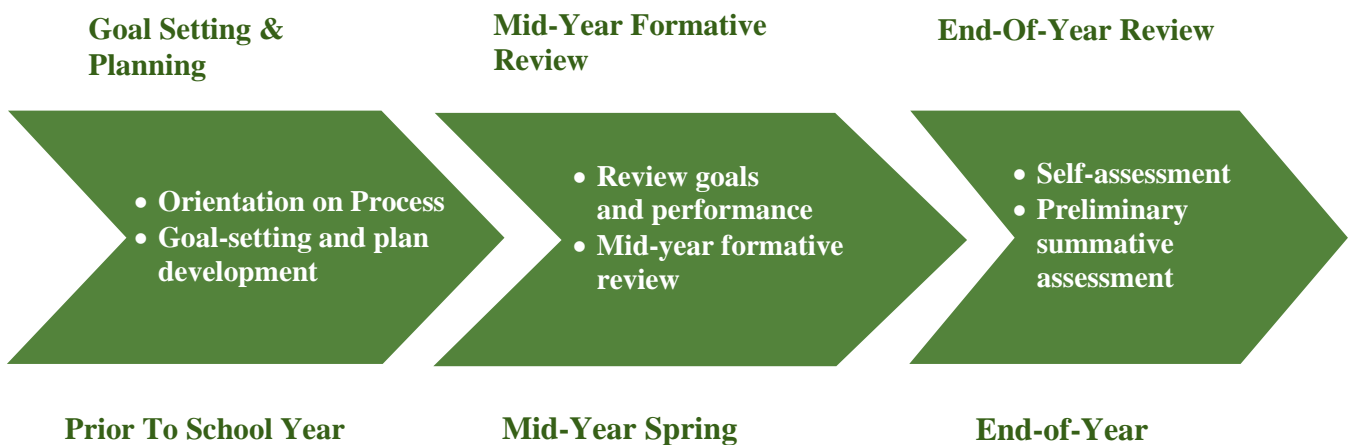 Goal Setting &
Planning
Mid-Year Formative
Review
End-Of-Year Review
• Orientation on Process
• Goal-setting and plan
development
• Review goals
and performance
• Mid-year formative
review
• Self-assessment
• Preliminary
summative
assessment
Prior To School Year
Mid-Year Spring
End-of-Year